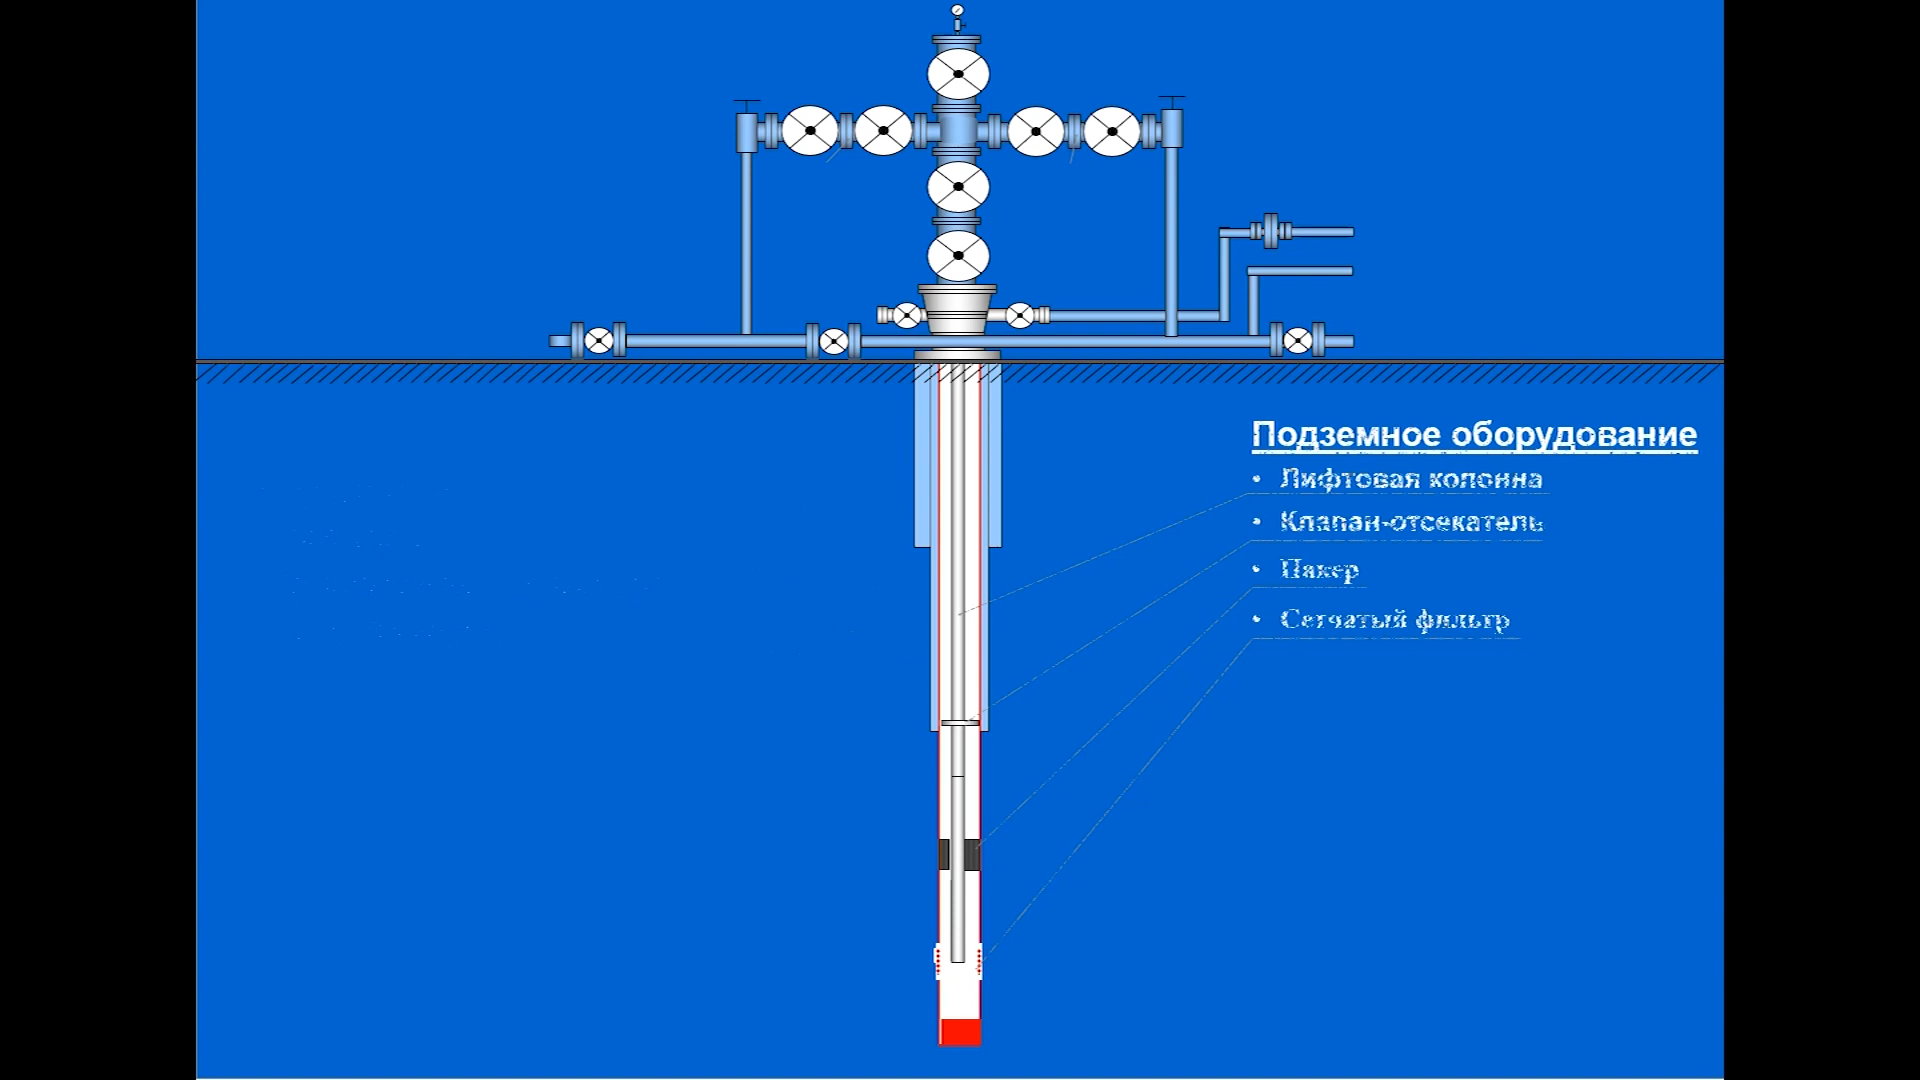 Подземное оборудование
• Лифтовая колонна
• Клапан-отсекатель
• Пакер
• Сетчатый фильтр